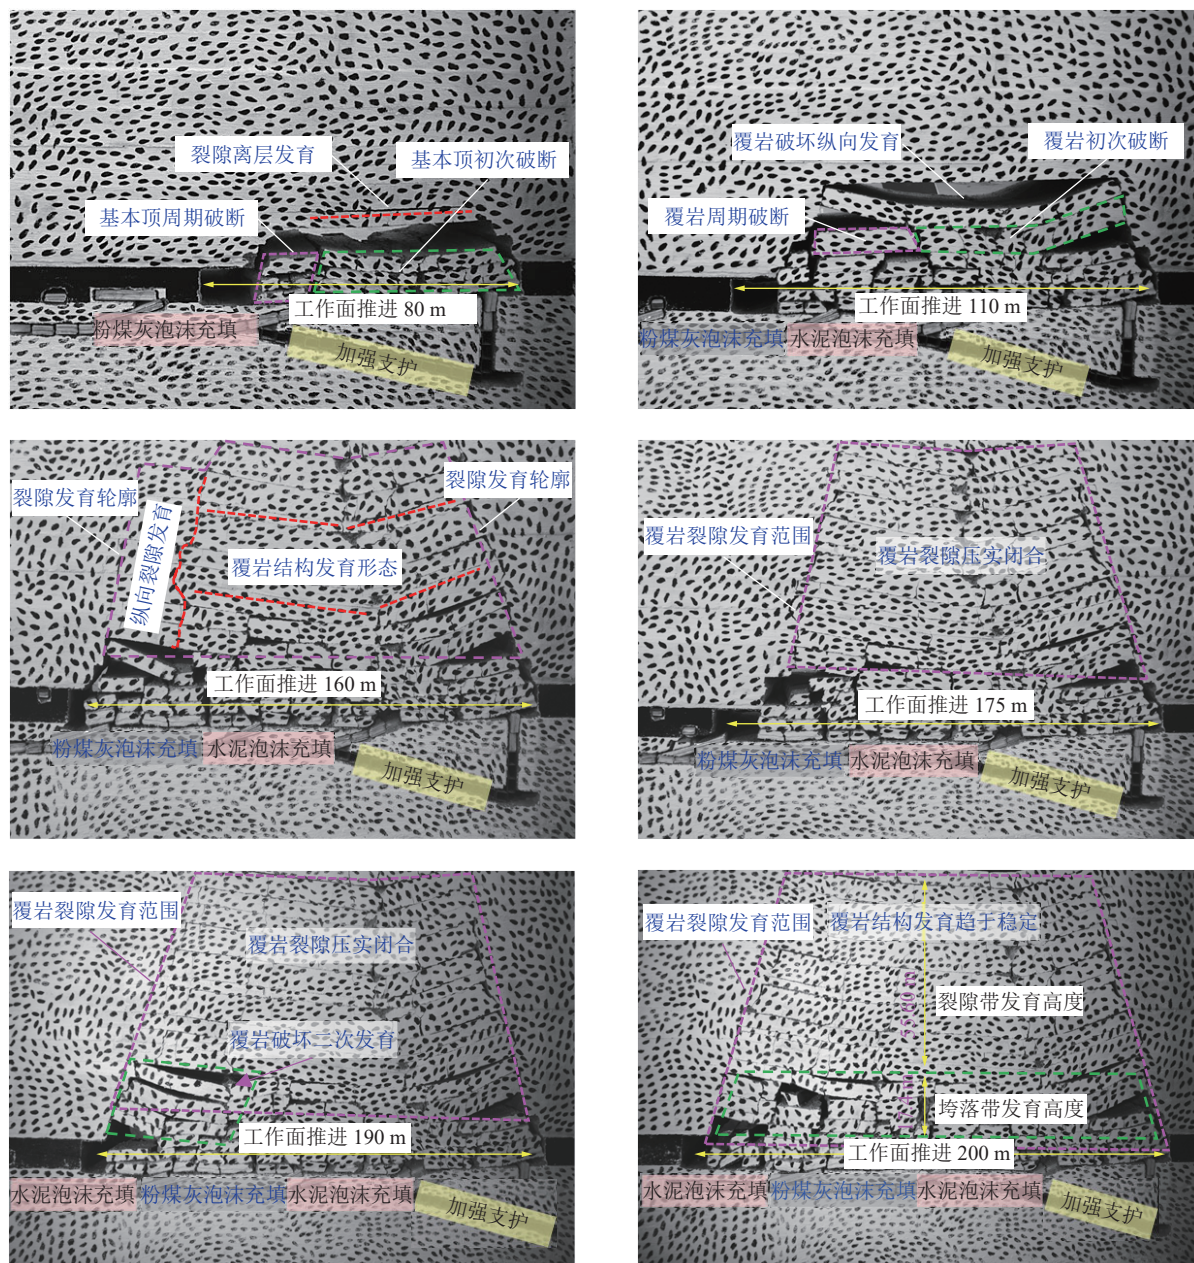 裂隙离层发育
基本顶初次破断
基本顶周期破断
工作面推进 80 m
粉煤灰泡沫充填
加强支护
覆岩破坏纵向发育
覆岩初次破断
覆岩周期破断
工作面推进 110 m
粉煤灰泡沫充填
水泥泡沫充填
加强支护
裂隙发育轮廓
裂隙发育轮廓
纵向裂隙发育
覆岩结构发育形态
工作面推进 160 m
粉煤灰泡沫充填
水泥泡沫充填
加强支护
覆岩裂隙发育范围
覆岩裂隙压实闭合
工作面推进 175 m
粉煤灰泡沫充填
水泥泡沫充填
加强支护
覆岩裂隙发育范围
覆岩裂隙压实闭合
覆岩破坏二次发育
工作面推进 190 m
水泥泡沫充填
粉煤灰泡沫充填
水泥泡沫充填
加强支护
覆岩裂隙发育范围
覆岩结构发育趋于稳定
裂隙带发育高度
垮落带发育高度
工作面推进 200 m
水泥泡沫充填
粉煤灰泡沫充填
水泥泡沫充填
加强支护